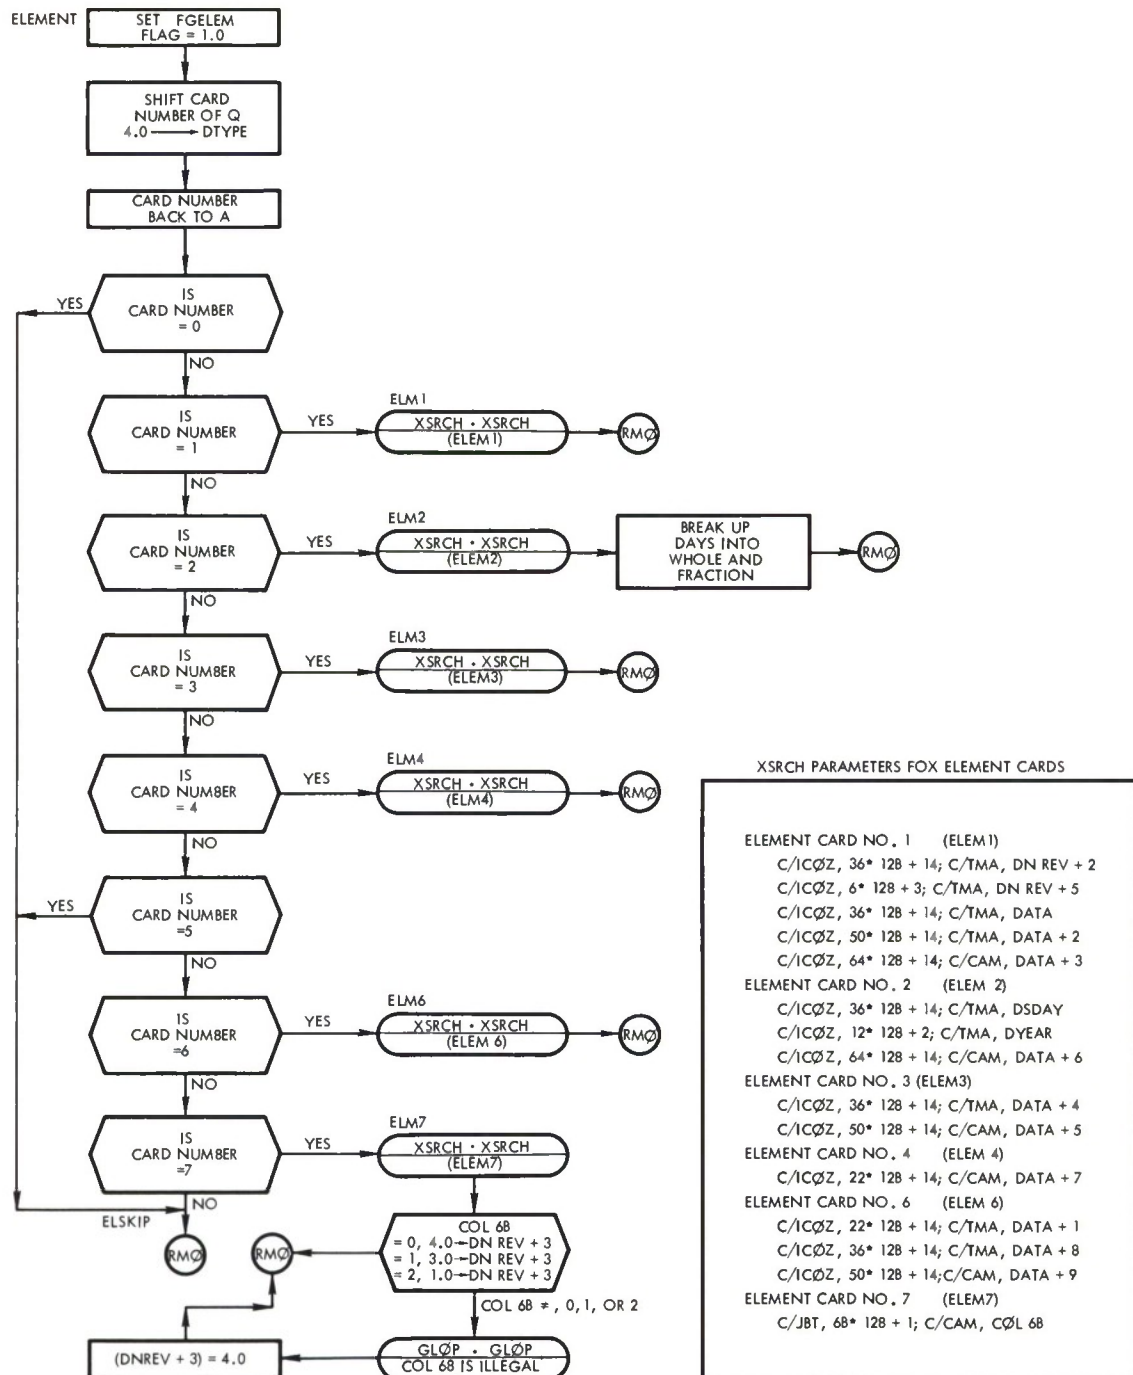 ELEMENT
SET FGELEM
FLAG = 1.0
SHIFT CARD
NUMBER OF Q
4.0 → DTYPE
CARD NUMBER
BACK TO A
IS
CARD NUMBER
= 0
YES
NO
IS
CARD NUMBER
= 1
YES
ELM1
XSRCH · XSRCH
(ELEM1)
RMØ
NO
IS
CARD NUMBER
= 2
YES
ELM2
XSRCH · XSRCH
(ELEM2)
BREAK UP
DAYS INTO
WHOLE AND
FRACTION
RMØ
NO
IS
CARD NUMBER
= 3
YES
ELM3
XSRCH · XSRCH
(ELEM3)
RMØ
NO
IS
CARD NUMBER
= 4
YES
ELM4
XSRCH · XSRCH
(ELM4)
RMØ
NO
IS
CARD NUMBER
=5
YES
NO
IS
CARD NUMBER
=6
YES
ELM6
XSRCH · XSRCH
(ELEM 6)
RMØ
NO
IS
CARD NUMBER
=7
YES
ELM7
XSRCH · XSRCH
(ELEM7)
NO
ELSKIP
RMØ
RMØ
COL 68
= 0, 4.0→DN REV + 3
= 1, 3.0→DN REV + 3
= 2, 1.0→DN REV + 3
COL 68 ≠ , 0,1, OR 2
GLØP · GLØP
COL 68 IS ILLEGAL
(DNREV + 3) = 4.0
XSRCH PARAMETERS FOX ELEMENT CARDS
ELEMENT CARD NO. 1 (ELEM1)
C/ICØZ, 36* 128 + 14; C/TMA, DN REV + 2
C/ICØZ, 6* 128 + 3; C/TMA, DN REV + 5
C/ICØZ, 36* 128 + 14; C/TMA, DATA
C/ICØZ, 50* 128 + 14; C/TMA, DATA + 2
C/ICØZ, 64* 128 + 14; C/CAM, DATA + 3
ELEMENT CARD NO. 2 (ELEM 2)
C/ICØZ, 36* 128 + 14; C/TMA, DSDAY
C/ICØZ, 12* 128 + 2; C/TMA, DYEAR
C/ICØZ, 64* 128 + 14; C/CAM, DATA + 6
ELEMENT CARD NO. 3 (ELEM3)
C/ICØZ, 36* 128 + 14; C/TMA, DATA + 4
C/ICØZ, 50* 128 + 14; C/CAM, DATA + 5
ELEMENT CARD NO. 4 (ELEM 4)
C/ICØZ, 22* 128 + 14; C/CAM, DATA + 7
ELEMENT CARD NO. 6 (ELEM 6)
C/ICØZ, 22* 128 + 14; C/TMA, DATA + 1
C/ICØZ, 36* 128 + 14; C/TMA, DATA + 8
C/ICØZ, 50* 128 + 14;C/CAM, DATA + 9
ELEMENT CARD NO. 7 (ELEM7)
C/JBT, 68* 128 + 1; C/CAM, CØL 68